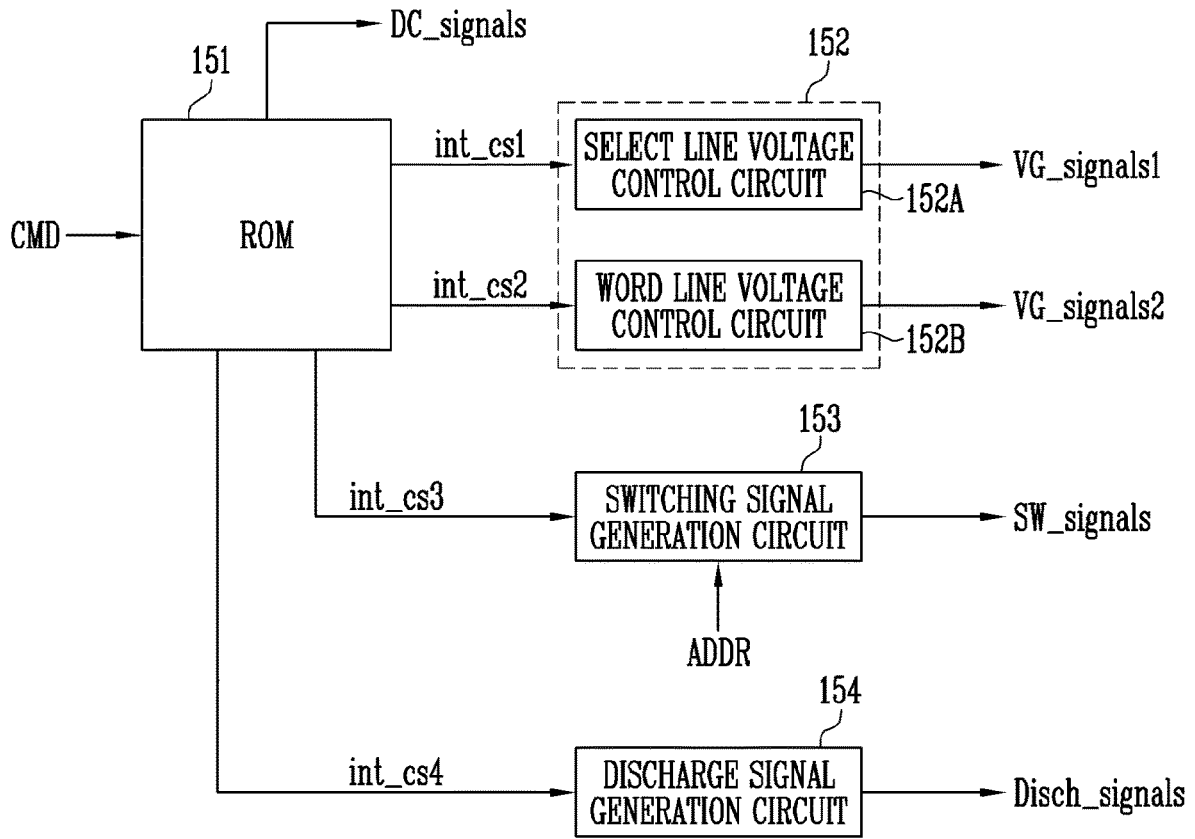 DC_signals
151
152
int_cs1
SELECT LINE VOLTAGE
CONTROL CIRCUIT
VG_signals1
152A
CMD
ROM
int_cs2
WORD LINE VOLTAGE
CONTROL CIRCUIT
VG_signals2
152B
153
int_cs3
SWITCHING SIGNAL
GENERATION CIRCUIT
SW_signals
ADDR
154
int_cs4
DISCHARGE SIGNAL
GENERATION CIRCUIT
Disch_signals